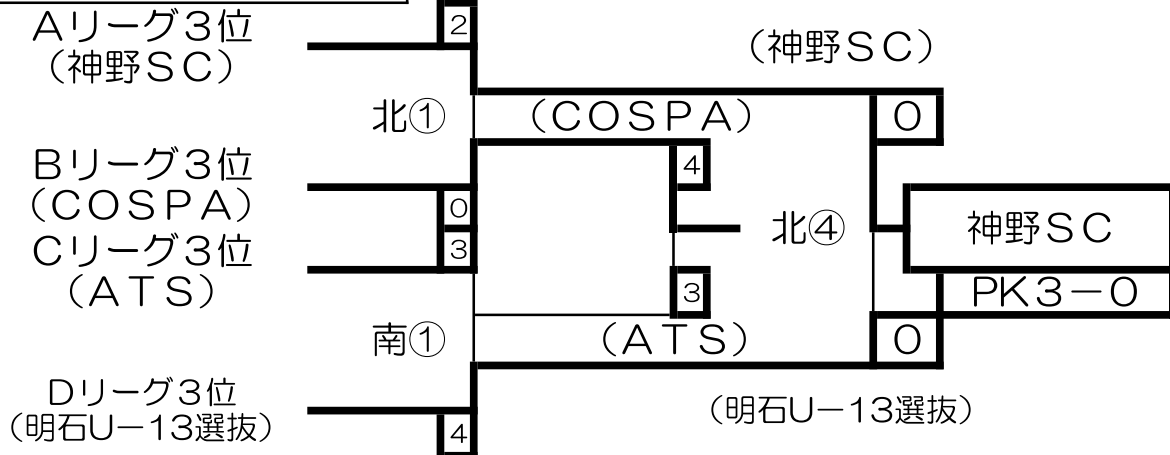 Aリーグ3位
2
(神野SC)
(神野SC)
北①
(COSPA)
0
Bリーグ3位
4
(COSPA)
0
北④
神野SC
Cリーグ3位
3
(ATS)
3
PK3-0
南①
(ATS)
0
Dリーグ3位
(明石U-13選抜)
(明石U-13選抜)
4